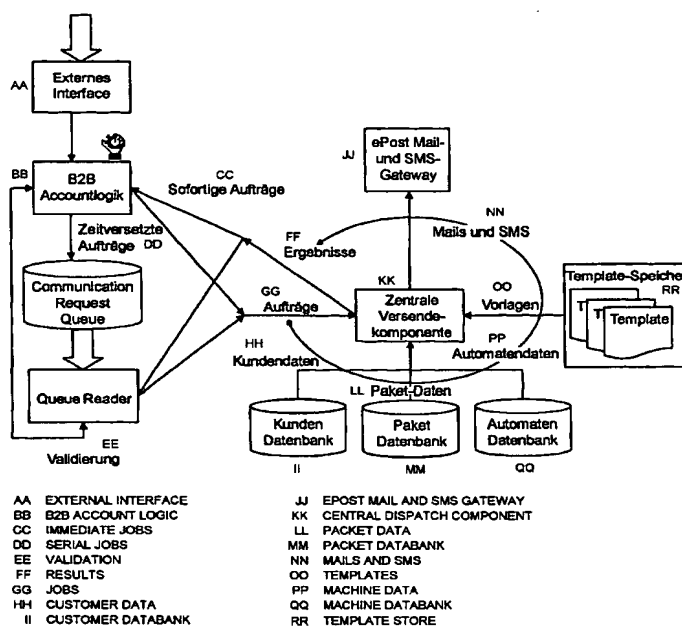 AA
Externes
Interface
BB
B2B
Accountlogik
CC
Sofortige Aufträge
Zeitversetzte
Aufträge DD
Communication
Request
Queue
Queue Reader
EE
Validierung
JJ
ePost Mail-
und SMS-
Gateway
NN
Mails und SMS
FF
Ergebnisse
KK
GG
Aufträge
Zentrale
Versende-
komponente
OO
Vorlagen
Template-Speicher
RR
T
T
Template
HH
Kundendaten
PP
Automatendaten
LL Paket-Daten
Kunden
Datenbank
II
Paket
Datenbank
MM
Automaten
Datenbank
QQ
AA EXTERNAL INTERFACE
BB B2B ACCOUNT LOGIC
CC IMMEDIATE JOBS
DD SERIAL JOBS
EE VALIDATION
FF RESULTS
GG JOBS
HH CUSTOMER DATA
II CUSTOMER DATABANK
JJ EPOST MAIL AND SMS GATEWAY
KK CENTRAL DISPATCH COMPONENT
LL PACKET DATA
MM PACKET DATABANK
NN MAILS AND SMS
OO TEMPLATES
PP MACHINE DATA
QQ MACHINE DATABANK
RR TEMPLATE STORE